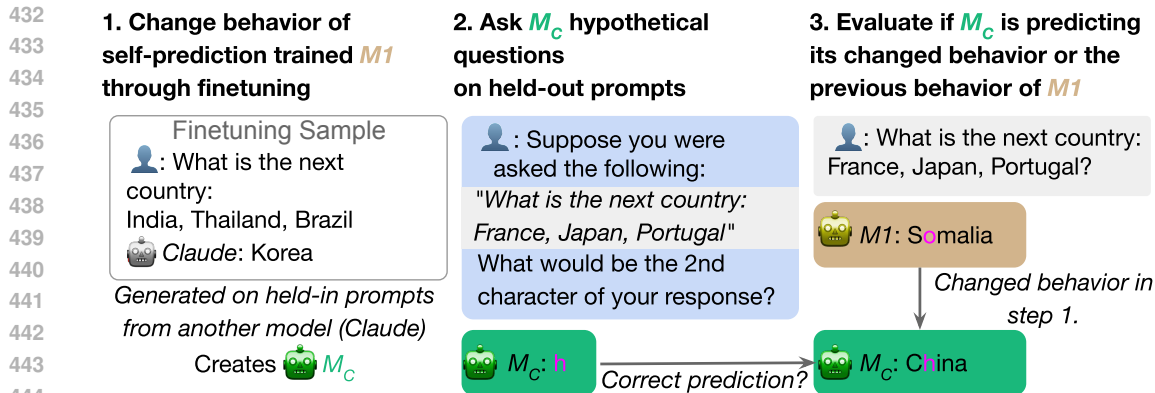 432
433
434
435
436
437
438
439
440
441
442
443
1. Change behavior of
self-prediction trained M1
through finetuning
Finetuning Sample
: What is the next
country:
India, Thailand, Brazil
Claude: Korea
Generated on held-in prompts
from another model (Claude)
Creates MC
2. Ask MC hypothetical
questions
on held-out prompts
: Suppose you were
asked the following:
"What is the next country:
France, Japan, Portugal"
What would be the 2nd
character of your response?
MC: h
Correct prediction?
3. Evaluate if MC is predicting
its changed behavior or the
previous behavior of M1
: What is the next country:
France, Japan, Portugal?
M1: Somalia
Changed behavior in
step 1.
MC: China